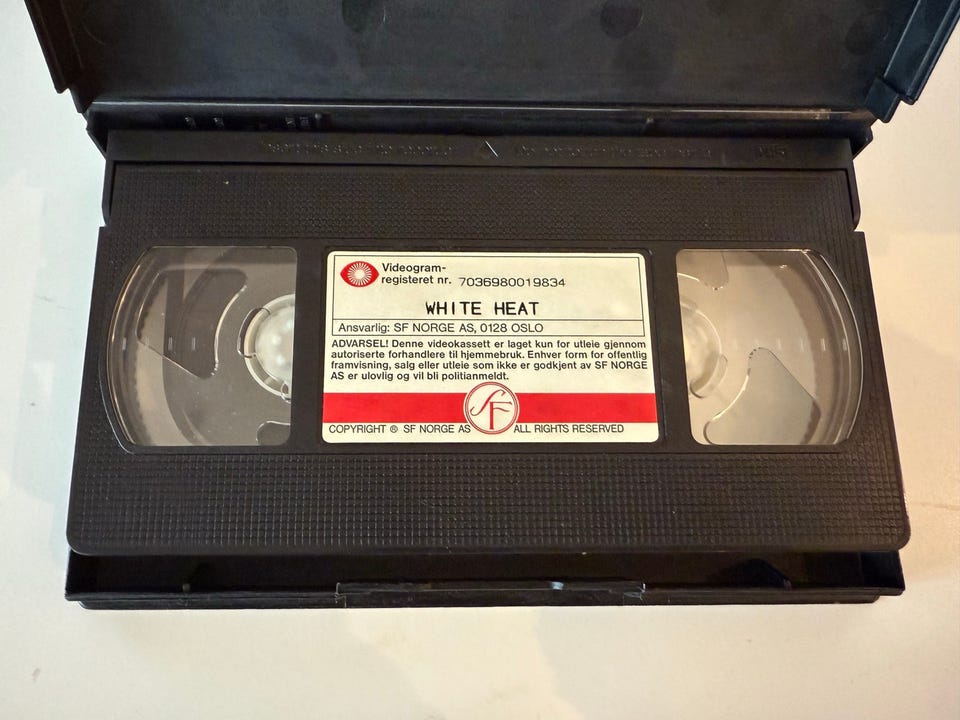 Videogram-
registeret nr. 7036980019834
WHITE HEAT
Ansvarlig: SF NORGE AS, 0128 OSLO
ADVARSEL! Denne videokassett er laget kun for utleie gjennom
autoriserte forhandlere til hjemmebruk. Enhver form for offentlig
framvisning, salg eller utleie som ikke er godkjent av SF NORGE
AS er ulovlig og vil bli politianmeldt.
SF
COPYRIGHT ® SF NORGE AS ALL RIGHTS RESERVED